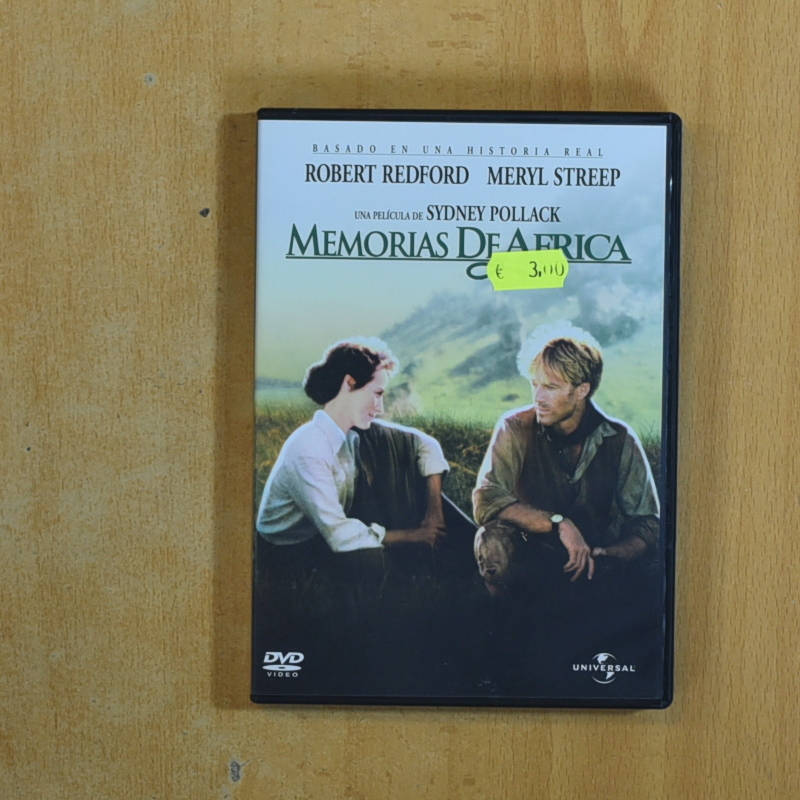 BASADO EN UNA HISTORIA REAL
ROBERT REDFORD MERYL STREEP
UNA PELÍCULA DE SYDNEY POLLACK
MEMORIAS DE AFRICA
€ 3,00
DVD
VIDEO
UNIVERSAL